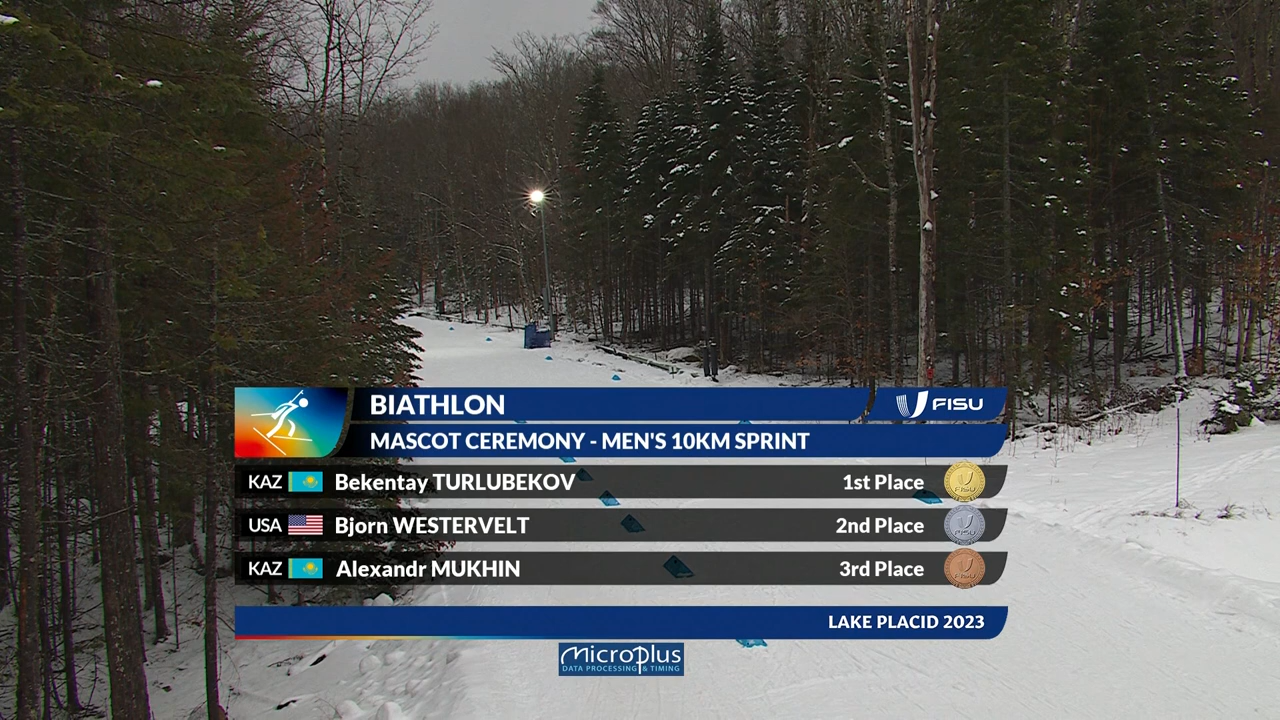 BIATHLON
FISU
MASCOT CEREMONY - MEN'S 10KM SPRINT
KAZ Bekentay TURLUBEKOV 1st Place
USA Bjorn WESTERVELT 2nd Place
KAZ Alexandr MUKHIN 3rd Place
LAKE PLACID 2023
MicroPlus
DATA PROCESSING & TIMING